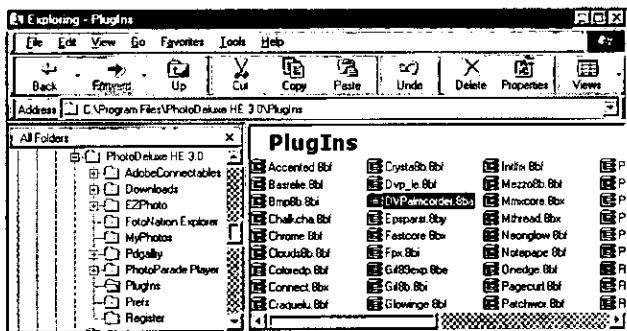 Exploring - PlugIns
File Edit View Go Favorites Tools Help
Back Forward Up Cut Copy Paste Undo Delete Properties Views
Address C:\Program Files\PhotoDeluxe HE 3.0\PlugIns
All Folders x
PhotoDeluxe HE 3.0
AdobeConnectables
Downloads
EZPhoto
FotoNation Explorer
MyPhotos
Pdgallry
PhotoParade Player
PlugIns
Prefs
Register
PlugIns
Accented.8bf Crystalb.8bf Intlfix.8bf P
Basrelie.8bf Dvp_le.8bf Mezzo8b.8bf P
Bmp8b.8bi DVPalmcorder.8ba Mmxcore.8bx P
Chalkcha.8bf Epsparsr.8by Mthread.8bx P
Chrome.8bf Fastcore.8bx Neonglow.8bf P
Clouds8b.8bf Fpx.8bi Notepape.8bf P
Coloredp.8bf Gif89exp.8be Onedge.8bf R
Connect.8bx Gif8b.8bi Pagecurl.8bf R
Craquelu.8bf Glowinge.8bf Patchwor.8bf R